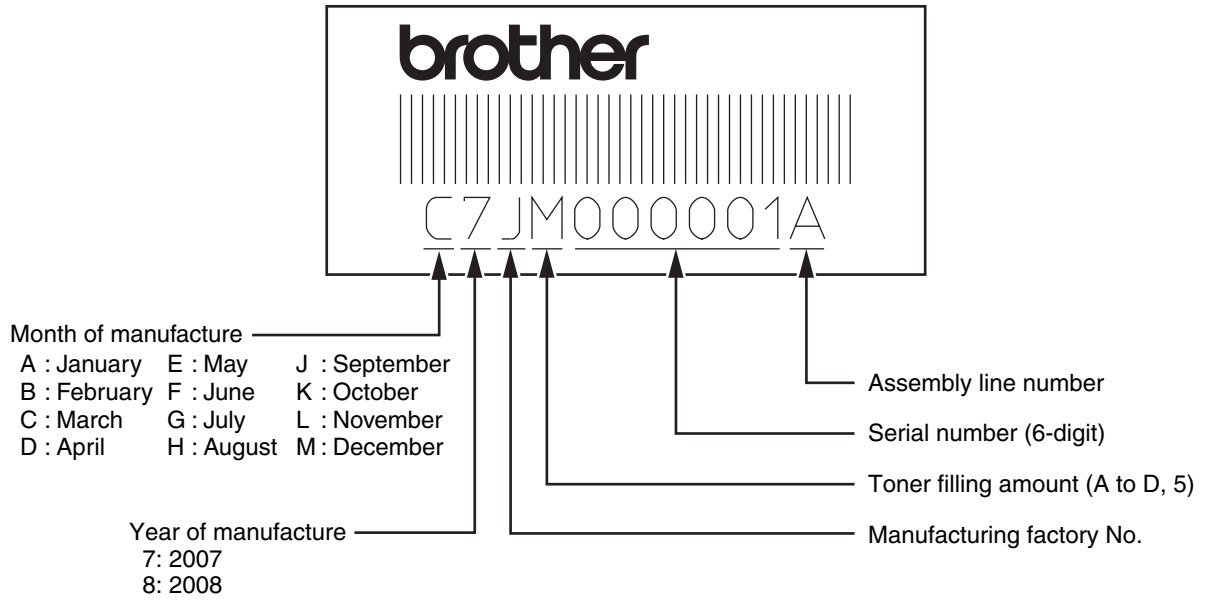 brother
C7JM000001A
Month of manufacture
A : January E : May J : September
B : February F : June K : October
C : March G : July L : November
D : April H : August M : December
Year of manufacture
7: 2007
8: 2008
Assembly line number
Serial number (6-digit)
Toner filling amount (A to D, 5)
Manufacturing factory No.